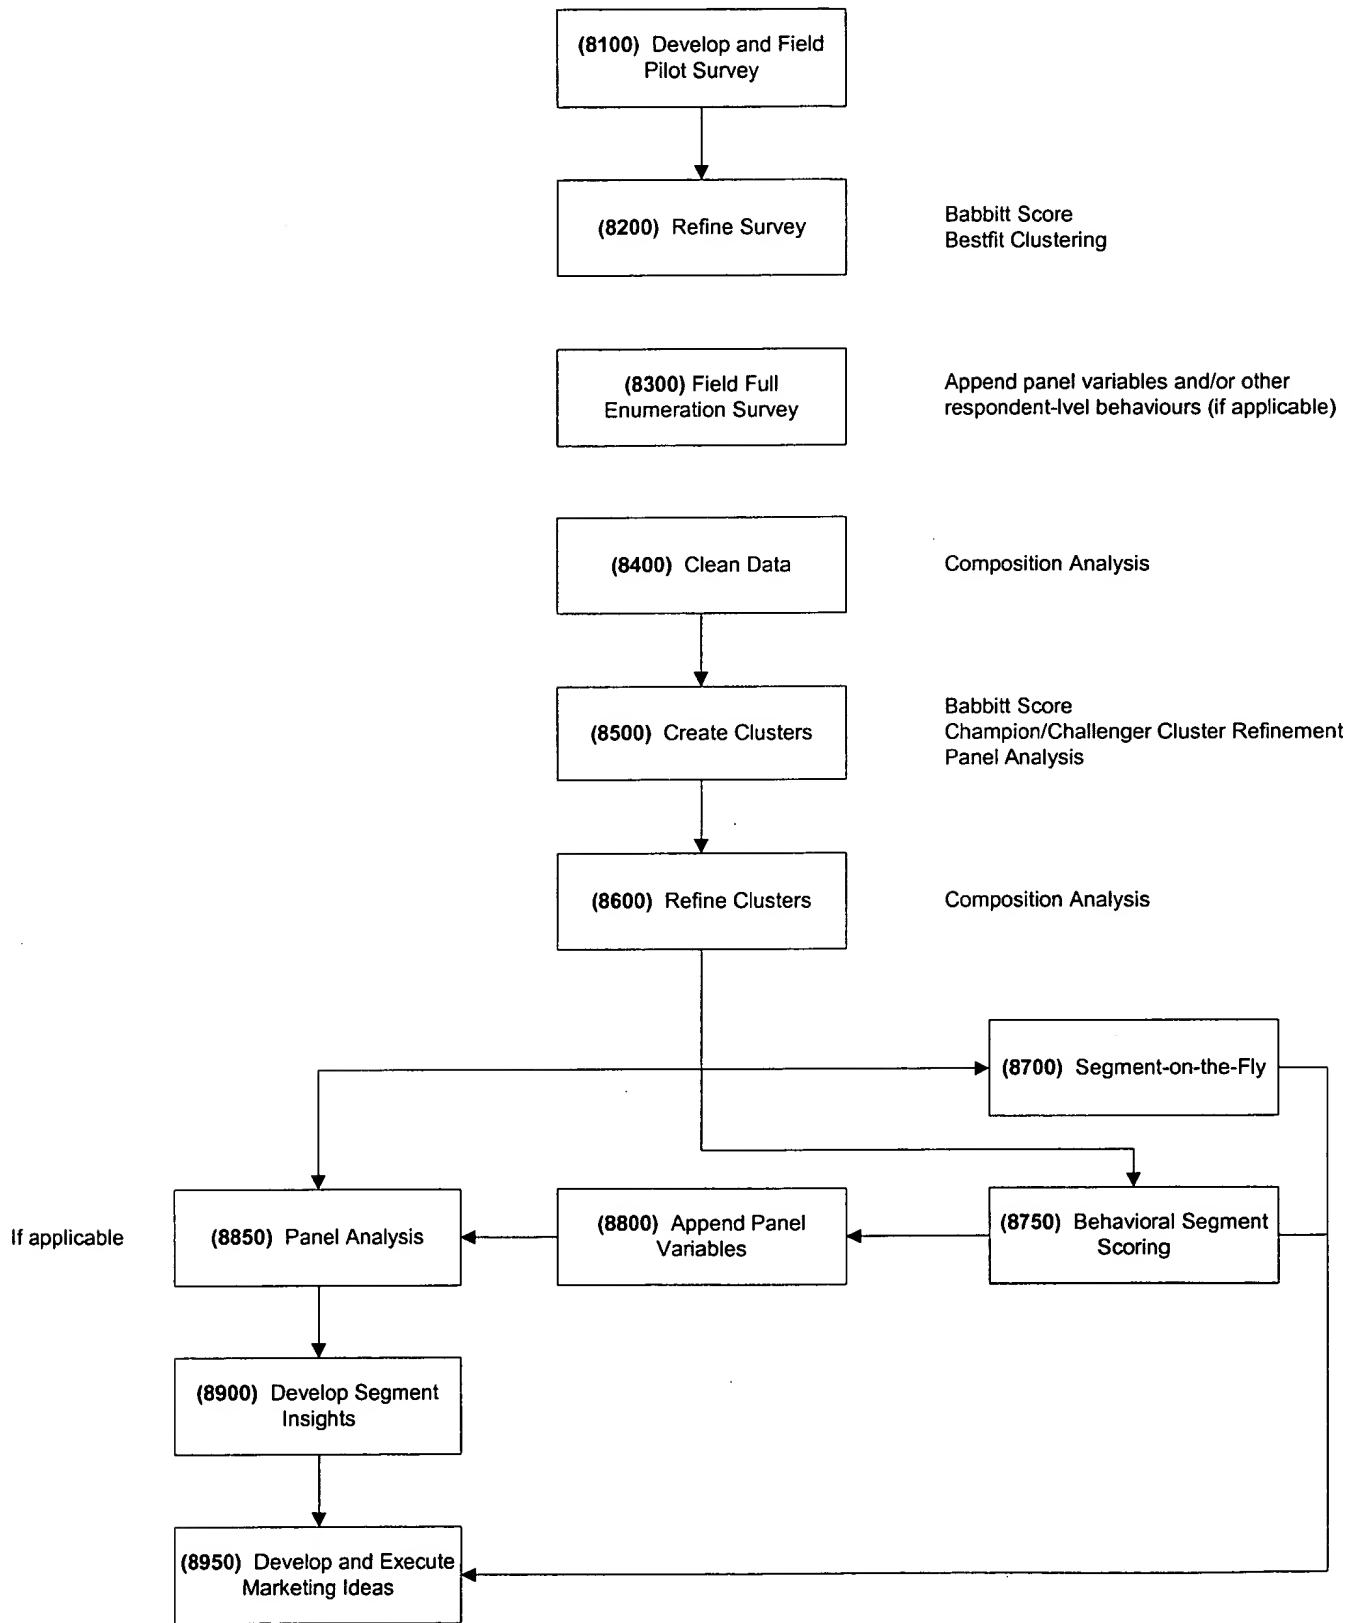 (8100) Develop and Field
Pilot Survey
(8200) Refine Survey
Babbitt Score
Bestfit Clustering
(8300) Field Full
Enumeration Survey
Append panel variables and/or other
respondent-lvel behaviours (if applicable)
(8400) Clean Data
Composition Analysis
(8500) Create Clusters
Babbitt Score
Champion/Challenger Cluster Refinement
Panel Analysis
(8600) Refine Clusters
Composition Analysis
(8700) Segment-on-the-Fly
If applicable
(8850) Panel Analysis
(8800) Append Panel
Variables
(8750) Behavioral Segment
Scoring
(8900) Develop Segment
Insights
(8950) Develop and Execute
Marketing Ideas